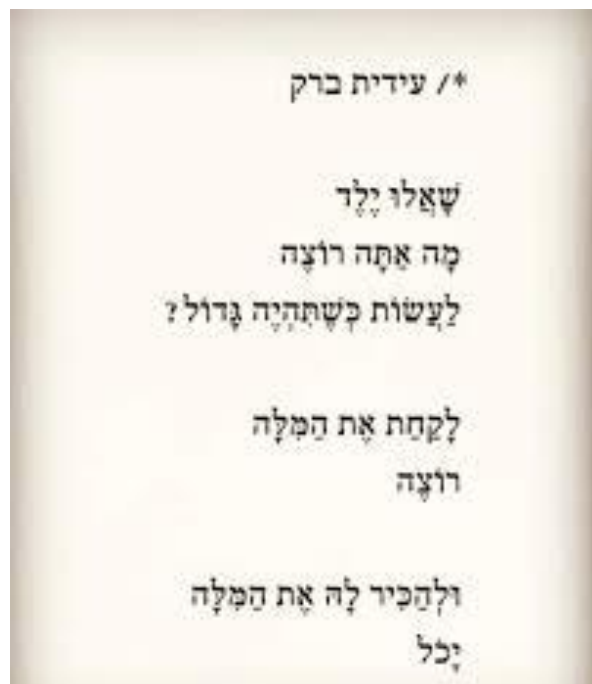 */ עידית ברק
שָׁאֲלוּ יֶלֶד
מָה אַתָּה רוֹצֶה
לַעֲשׂוֹת כְּשֶׁתִּהְיֶה גָּדוֹל?
לָקַחַת אֶת הַמִּלָּה
רוֹצֶה
וּלְהַכִּיר לָהּ אֶת הַמִּלָּה
יָכֹל